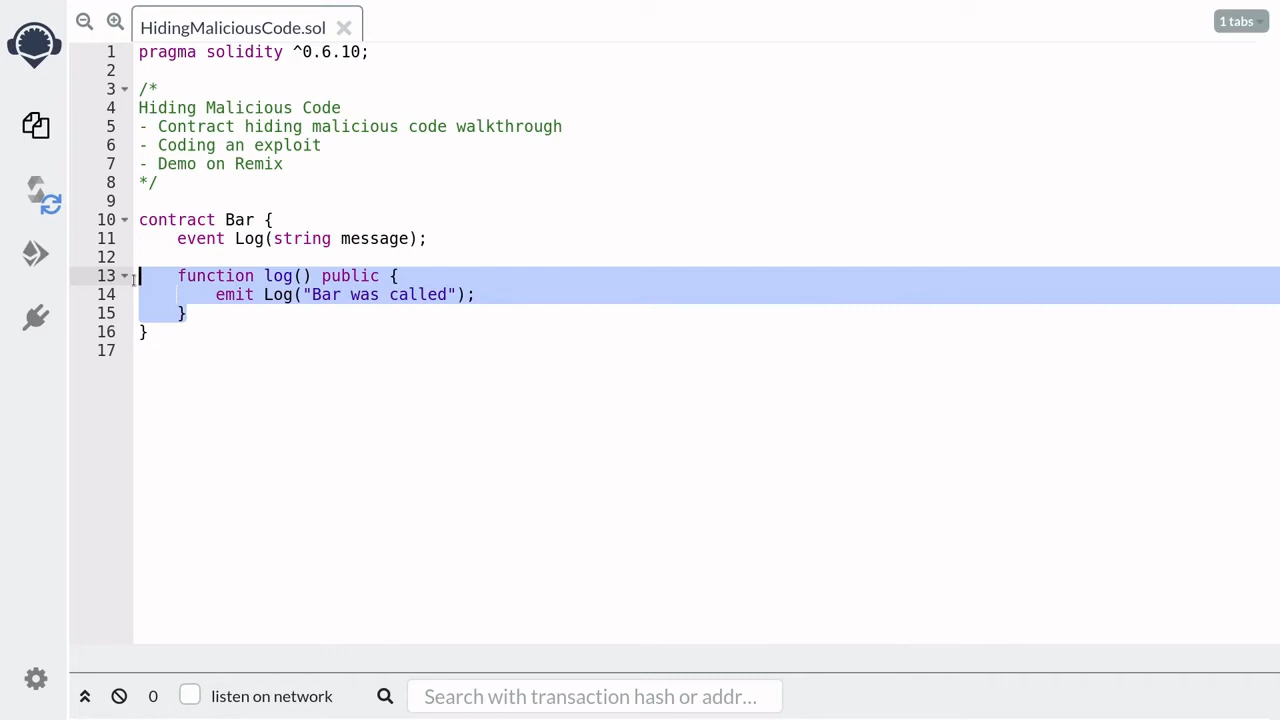 HidingMaliciousCode.sol
1 tabs
1 pragma solidity ^0.6.10;
2
3 /*
4 Hiding Malicious Code
5 - Contract hiding malicious code walkthrough
6 - Coding an exploit
7 - Demo on Remix
8 */
9
10 contract Bar {
11     event Log(string message);
12
13     function log() public {
14         emit Log("Bar was called");
15     }
16 }
17
0 listen on network Search with transaction hash or addr...